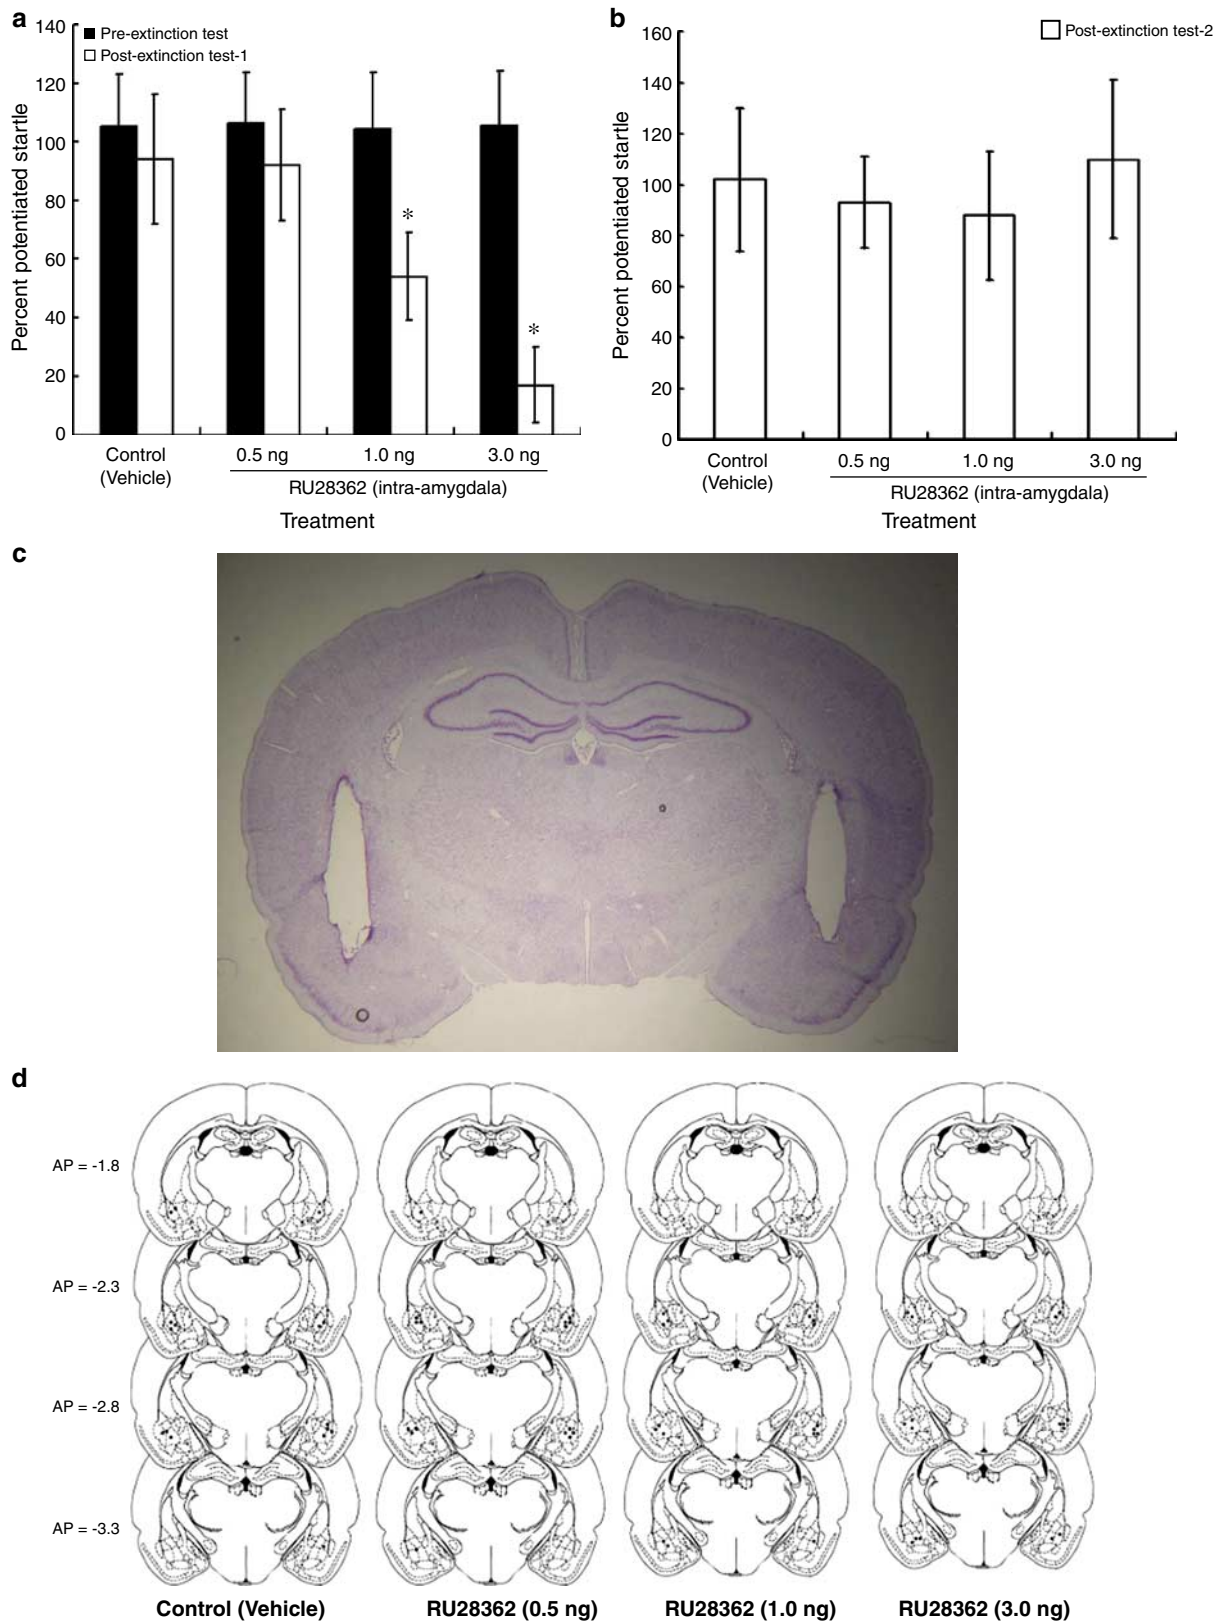 a
140
120
100
80
60
40
20
0
Percent potentiated startle
Pre-extinction test
Post-extinction test-1
*
*
Control
(Vehicle)
0.5 ng
1.0 ng
3.0 ng
RU28362 (intra-amygdala)
Treatment
b
160
140
120
100
80
60
40
20
0
Percent potentiated startle
Post-extinction test-2
Control
(Vehicle)
0.5 ng
1.0 ng
3.0 ng
RU28362 (intra-amygdala)
Treatment
c
d
AP = -1.8
AP = -2.3
AP = -2.8
AP = -3.3
Control (Vehicle)
RU28362 (0.5 ng)
RU28362 (1.0 ng)
RU28362 (3.0 ng)